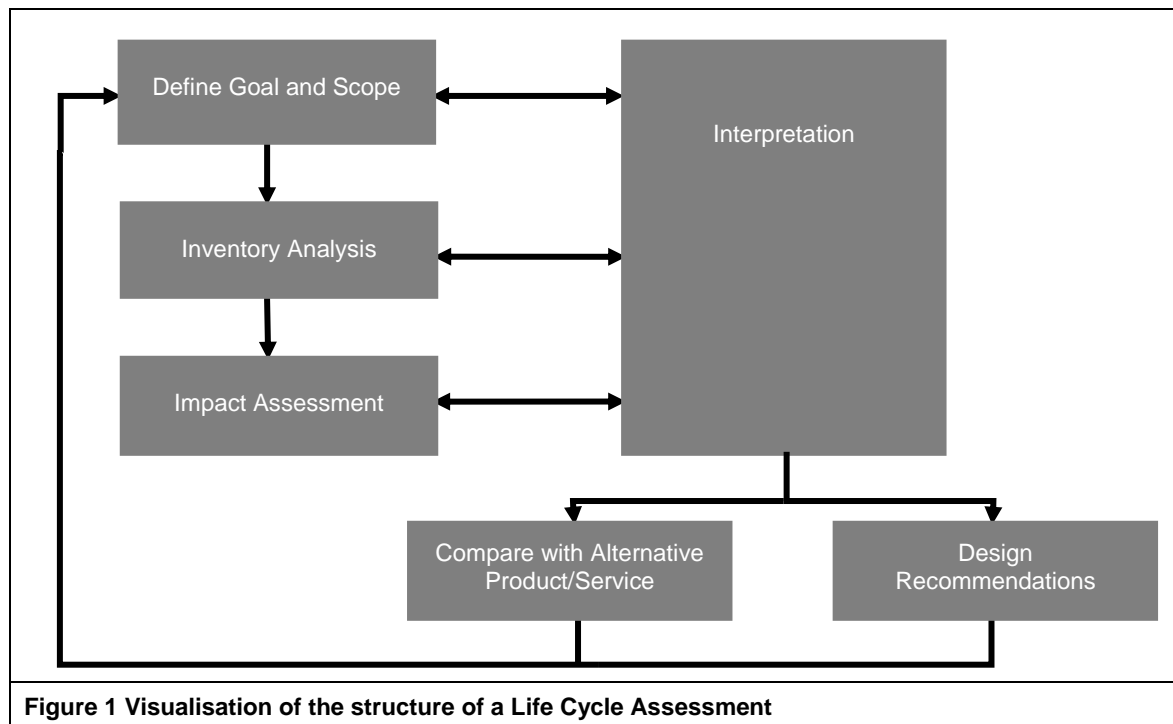 Define Goal and Scope
Interpretation
Inventory Analysis
Impact Assessment
Compare with Alternative
Product/Service
Design
Recommendations
Figure 1 Visualisation of the structure of a Life Cycle Assessment